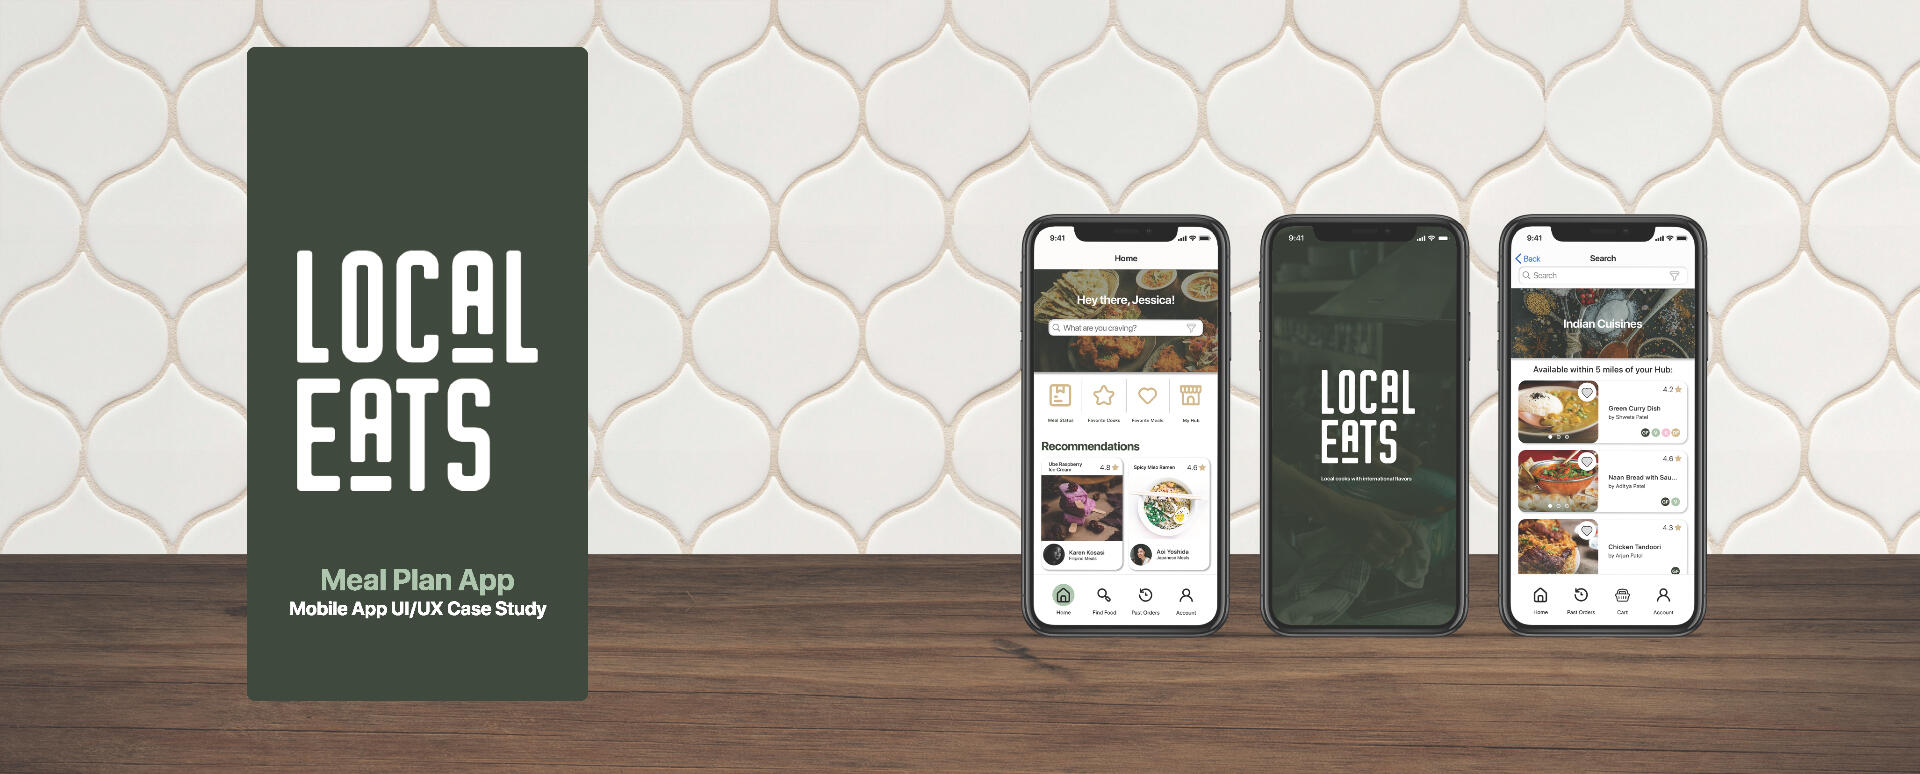 LOCAL
EATS
Meal Plan App
Mobile App UI/UX Case Study
9:41
Home
Hey there, Jessica!
What are you craving?
Meal Status
Favorite Cooks
Favorite Meals
My Hub
Recommendations
Ube Raspberry
Ice Cream
4.8
Spicy Miso Ramen
4.6
Karen Kosasi
Filipino Meals
Aoi Yoshida
Japanese Meals
Home
Find Food
Past Orders
Account
9:41
LOCAL
EATS
Local cooks with international flavors
9:41
Back
Search
Search
Indian Cuisines
Available within 5 miles of your Hub:
4.2
Green Curry Dish
by Shweta Patel
4.6
Naan Bread with Sau...
by Aditya Patel
4.3
Chicken Tandoori
by Arjun Patel
Home
Past Orders
Cart
Account